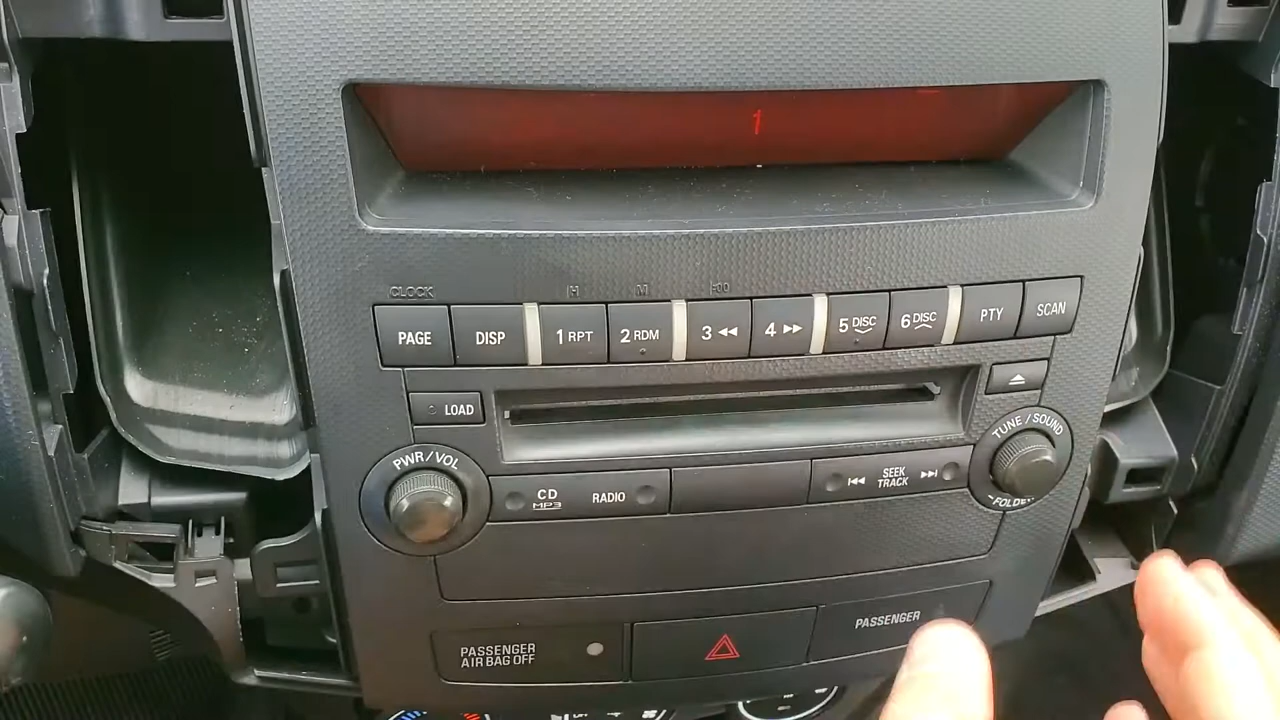 1
CLOCK H M :00
PAGE DISP 1 RPT 2 RDM 3 4 5 DISC 6 DISC PTY SCAN
LOAD
PWR/VOL
TUNE / SOUND
CD
MP3
RADIO
SEEK
TRACK
FOLDER
PASSENGER
AIR BAG OFF
PASSENGER